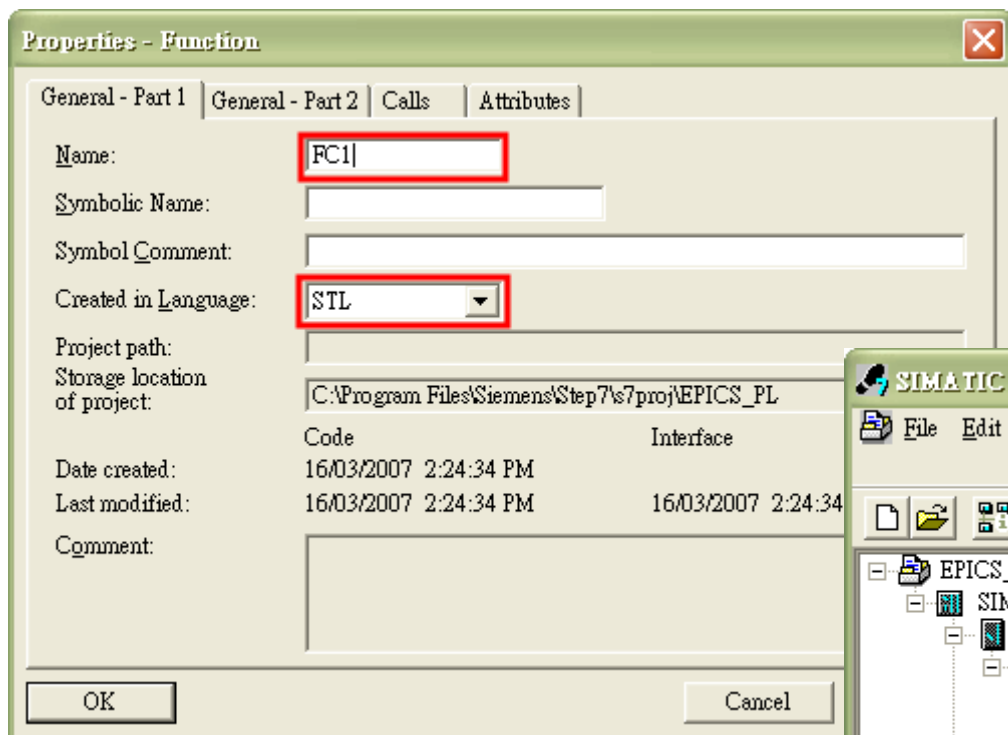 Properties - Function
General - Part 1 General - Part 2 Calls Attributes
Name: FC1
Symbolic Name:
Symbol Comment:
Created in Language: STL
Project path:
Storage location
of project: C:\Program Files\Siemens\Step7\s7proj\EPICS_PL
Code Interface
Date created: 16/03/2007 2:24:34 PM
Last modified: 16/03/2007 2:24:34 PM 16/03/2007 2:24:34
Comment:
OK Cancel
SIMATIC
File Edit
EPICS_
SIM